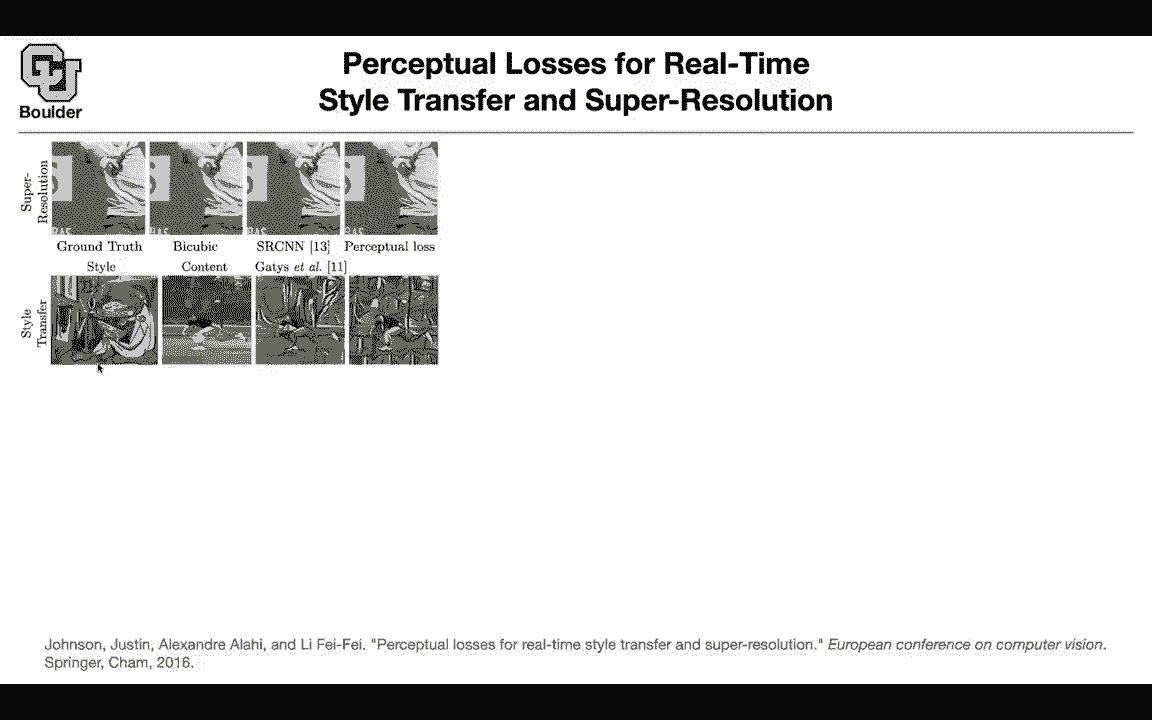 Boulder
Perceptual Losses for Real-Time
Style Transfer and Super-Resolution
Super-
Resolution
Ground Truth Bicubic SRCNN [13] Perceptual loss
Style Content Gatys et al. [11]
Style
Transfer
Johnson, Justin, Alexandre Alahi, and Li Fei-Fei. "Perceptual losses for real-time style transfer and super-resolution." European conference on computer vision.
Springer, Cham, 2016.